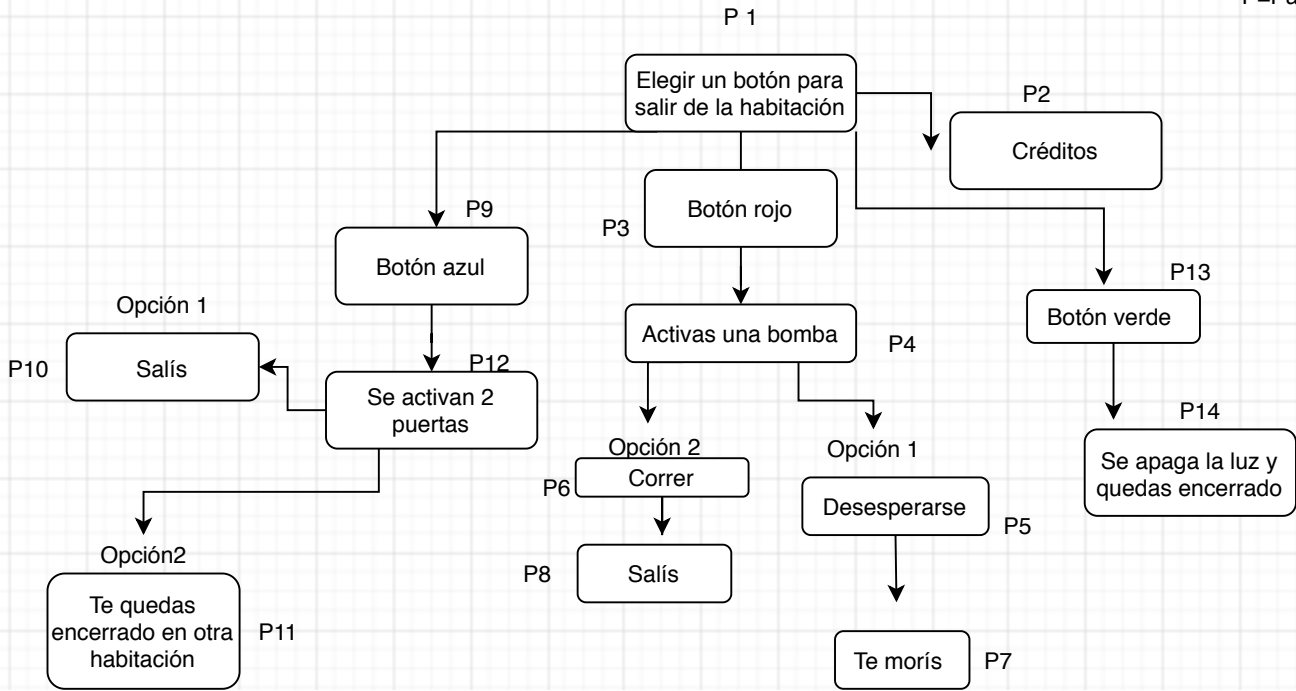 P 1
Elegir un botón para
salir de la habitación
P2
Créditos
P9
Botón azul
P3
Botón rojo
P13
Botón verde
Opción 1
P10
Salís
P12
Se activan 2
puertas
Activas una bomba
P4
P14
Se apaga la luz y
quedas encerrado
Opción 2
P6
Correr
Opción 1
Desesperarse
P5
Opción2
Te quedas
encerrado en otra
habitación
P11
P8
Salís
Te morís
P7